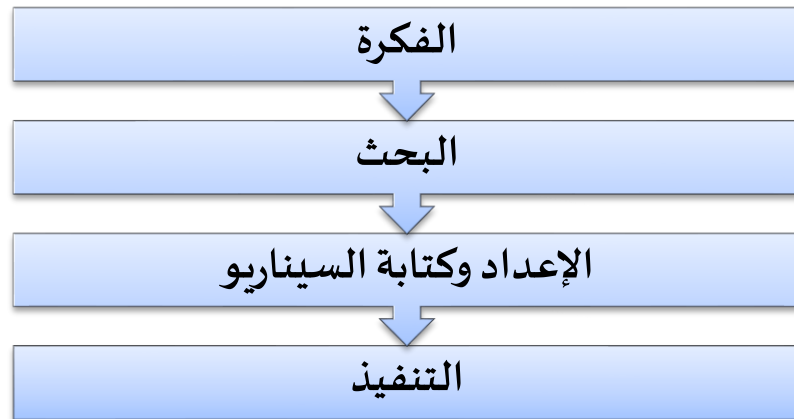 الفكرة
البحث
الإعداد وكتابة السيناريو
التنفيذ